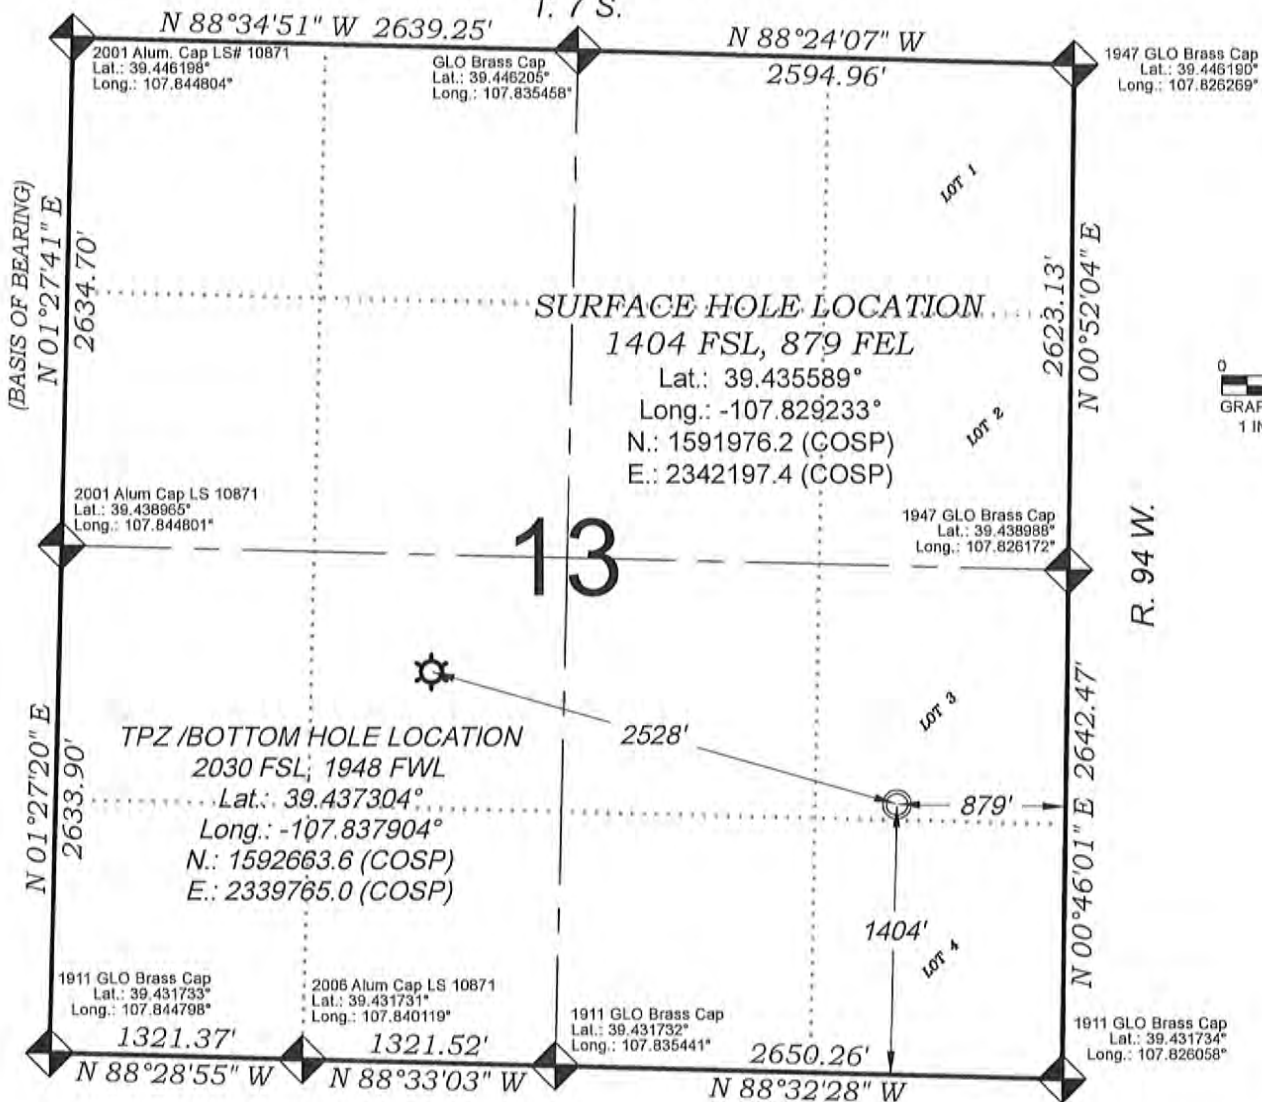 T. 7 S.
N 88°34'51" W 2639.25'
N 88°24'07" W
2594.96'
2001 Alum. Cap LS# 10871
Lat.: 39.446198°
Long.: 107.844804°
GLO Brass Cap
Lat.: 39.446205°
Long.: 107.835458°
1947 GLO Brass Cap
Lat.: 39.446190°
Long.: 107.826269°
LOT 1
(BASIS OF BEARING)
N 01°27'41" E
2634.70'
2623.13'
N 00°52'04" E
SURFACE HOLE LOCATION
1404 FSL, 879 FEL
Lat.: 39.435589°
Long.: -107.829233°
N.: 1591976.2 (COSP)
E.: 2342197.4 (COSP)
LOT 2
0
GRAF
1 IN
2001 Alum Cap LS 10871
Lat.: 39.438965°
Long.: 107.844801°
1947 GLO Brass Cap
Lat.: 39.438988°
Long.: 107.826172°
13
R. 94 W.
2528'
LOT 3
N 01°27'20" E
2633.90'
N 00°46'01" E 2642.47'
TPZ /BOTTOM HOLE LOCATION
2030 FSL, 1948 FWL
Lat.: 39.437304°
Long.: -107.837904°
N.: 1592663.6 (COSP)
E.: 2339765.0 (COSP)
879'
1404'
LOT 4
1911 GLO Brass Cap
Lat.: 39.431733°
Long.: 107.844798°
2006 Alum Cap LS 10871
Lat.: 39.431731°
Long.: 107.840119°
1911 GLO Brass Cap
Lat.: 39.431732°
Long.: 107.835441°
1911 GLO Brass Cap
Lat.: 39.431734°
Long.: 107.826058°
1321.37'
1321.52'
2650.26'
N 88°28'55" W
N 88°33'03" W
N 88°32'28" W